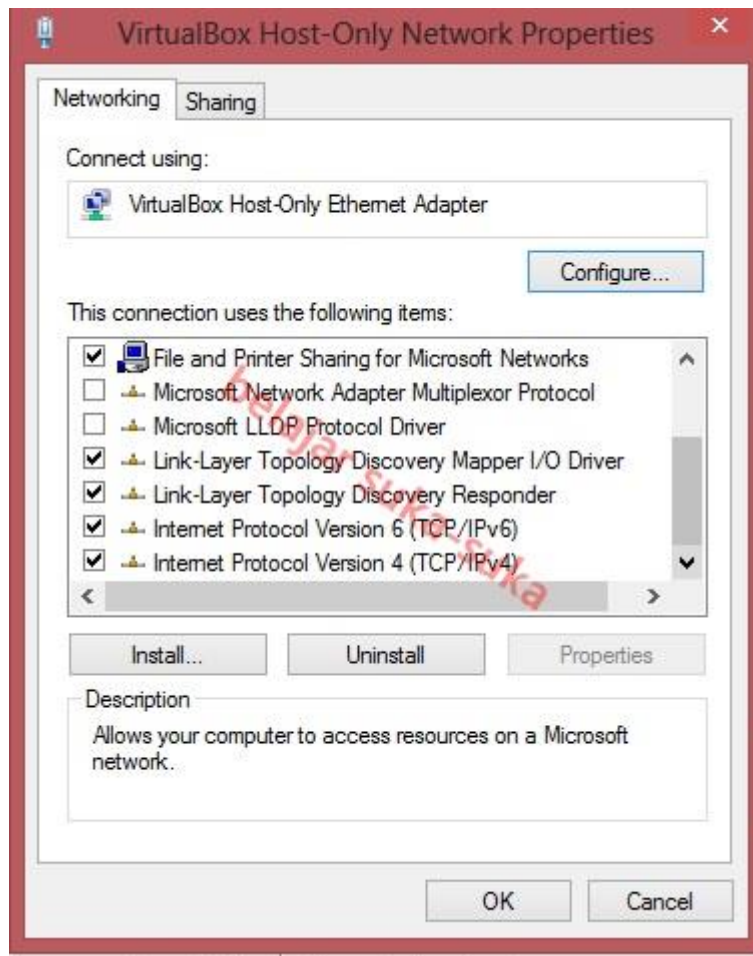 VirtualBox Host-Only Network Properties
Networking
Sharing
Connect using:
VirtualBox Host-Only Ethernet Adapter
Configure...
This connection uses the following items:
File and Printer Sharing for Microsoft Networks
Microsoft Network Adapter Multiplexor Protocol
Microsoft LLDP Protocol Driver
Link-Layer Topology Discovery Mapper I/O Driver
Link-Layer Topology Discovery Responder
Internet Protocol Version 6 (TCP/IPv6)
Internet Protocol Version 4 (TCP/IPv4)
belajar suka-suka
Install...
Uninstall
Properties
Description
Allows your computer to access resources on a Microsoft
network.
OK
Cancel